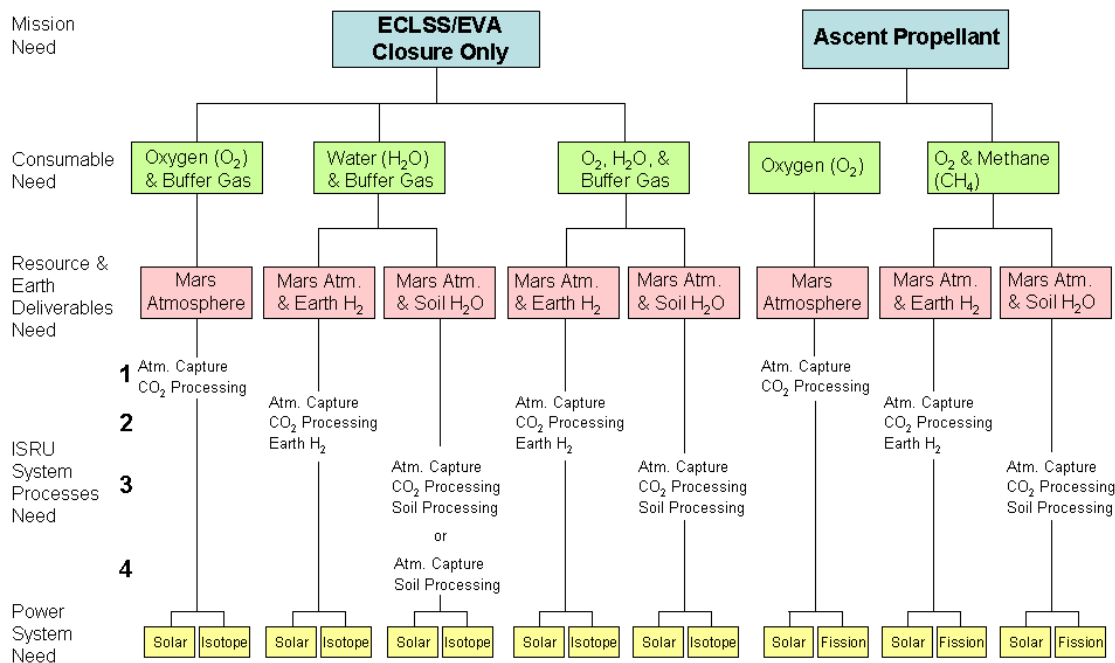 Mission
Need
ECLSS/EVA
Closure Only
Ascent Propellant
Consumable
Need
Oxygen (O₂)
& Buffer Gas
Water (H₂O)
& Buffer Gas
O₂, H₂O, &
Buffer Gas
Oxygen (O₂)
O₂ & Methane
(CH₄)
Resource &
Earth
Deliverables
Need
Mars
Atmosphere
Mars Atm.
& Earth H₂
Mars Atm.
& Soil H₂O
Mars Atm.
& Earth H₂
Mars Atm.
& Soil H₂O
Mars
Atmosphere
Mars Atm.
& Earth H₂
Mars Atm.
& Soil H₂O
ISRU
System
Processes
Need
1
Atm. Capture
CO₂ Processing
Atm. Capture
CO₂ Processing
2
Atm. Capture
CO₂ Processing
Earth H₂
Atm. Capture
CO₂ Processing
Earth H₂
Atm. Capture
CO₂ Processing
Earth H₂
3
Atm. Capture
CO₂ Processing
Soil Processing
or
Atm. Capture
CO₂ Processing
Soil Processing
Atm. Capture
CO₂ Processing
Soil Processing
4
Atm. Capture
Soil Processing
Power
System
Need
Solar Isotope
Solar Isotope
Solar Isotope
Solar Isotope
Solar Isotope
Solar Fission
Solar Fission
Solar Fission